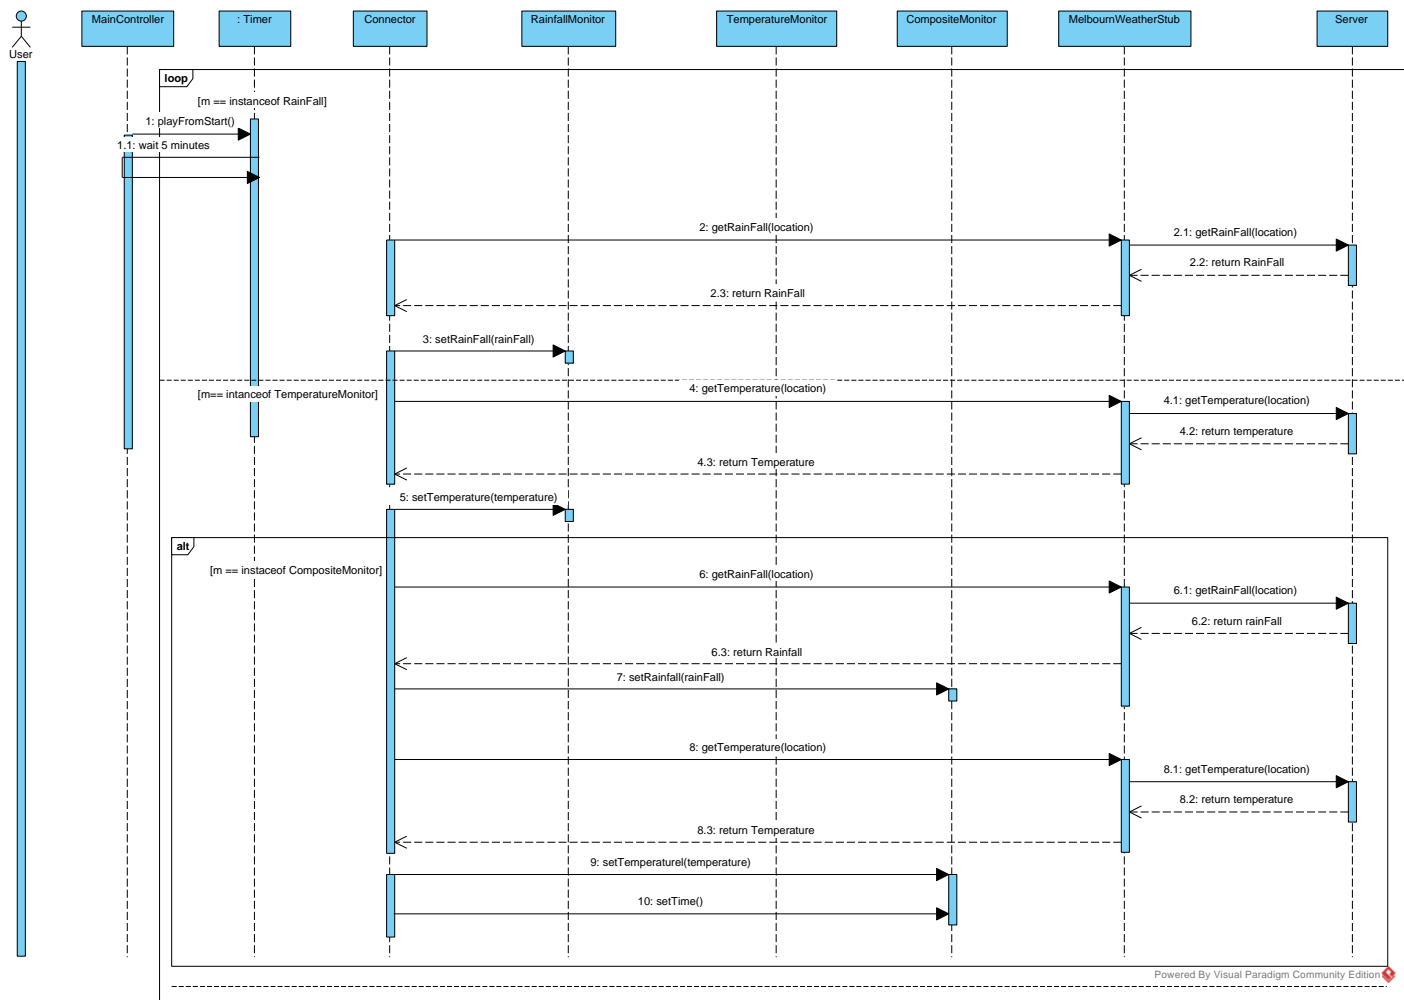 MainController
: Timer
Connector
RainfallMonitor
TemperatureMonitor
CompositeMonitor
MelbournWeatherStub
Server
User
loop
[m == instanceof RainFall]
1: playFromStart()
1.1: wait 5 minutes
2: getRainFall(location)
2.1: getRainFall(location)
2.2: return RainFall
2.3: return RainFall
3: setRainFall(rainFall)
[m== intanceof TemperatureMonitor]
4: getTemperature(location)
4.1: getTemperature(location)
4.2: return temperature
4.3: return Temperature
5: setTemperature(temperature)
alt
[m == instaceof CompositeMonitor]
6: getRainFall(location)
6.1: getRainFall(location)
6.2: return rainFall
6.3: return Rainfall
7: setRainfall(rainFall)
8: getTemperature(location)
8.1: getTemperature(location)
8.2: return temperature
8.3: return Temperature
9: setTemperaturel(temperature)
10: setTime()
Powered By Visual Paradigm Community Edition